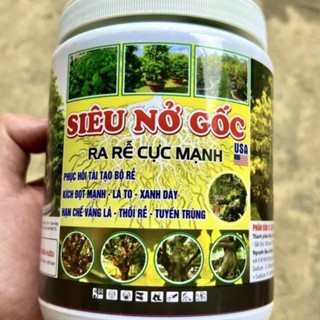 SIÊU NỞ GỐC
USA
RA RỄ CỰC MẠNH
PHỤC HỒI TÁI TẠO BỘ RỄ
KÍCH ĐỌT MẠNH - LÁ TO - XANH DÀY
HẠN CHẾ VÀNG LÁ - THỐI RỄ - TUYẾN TRÙNG